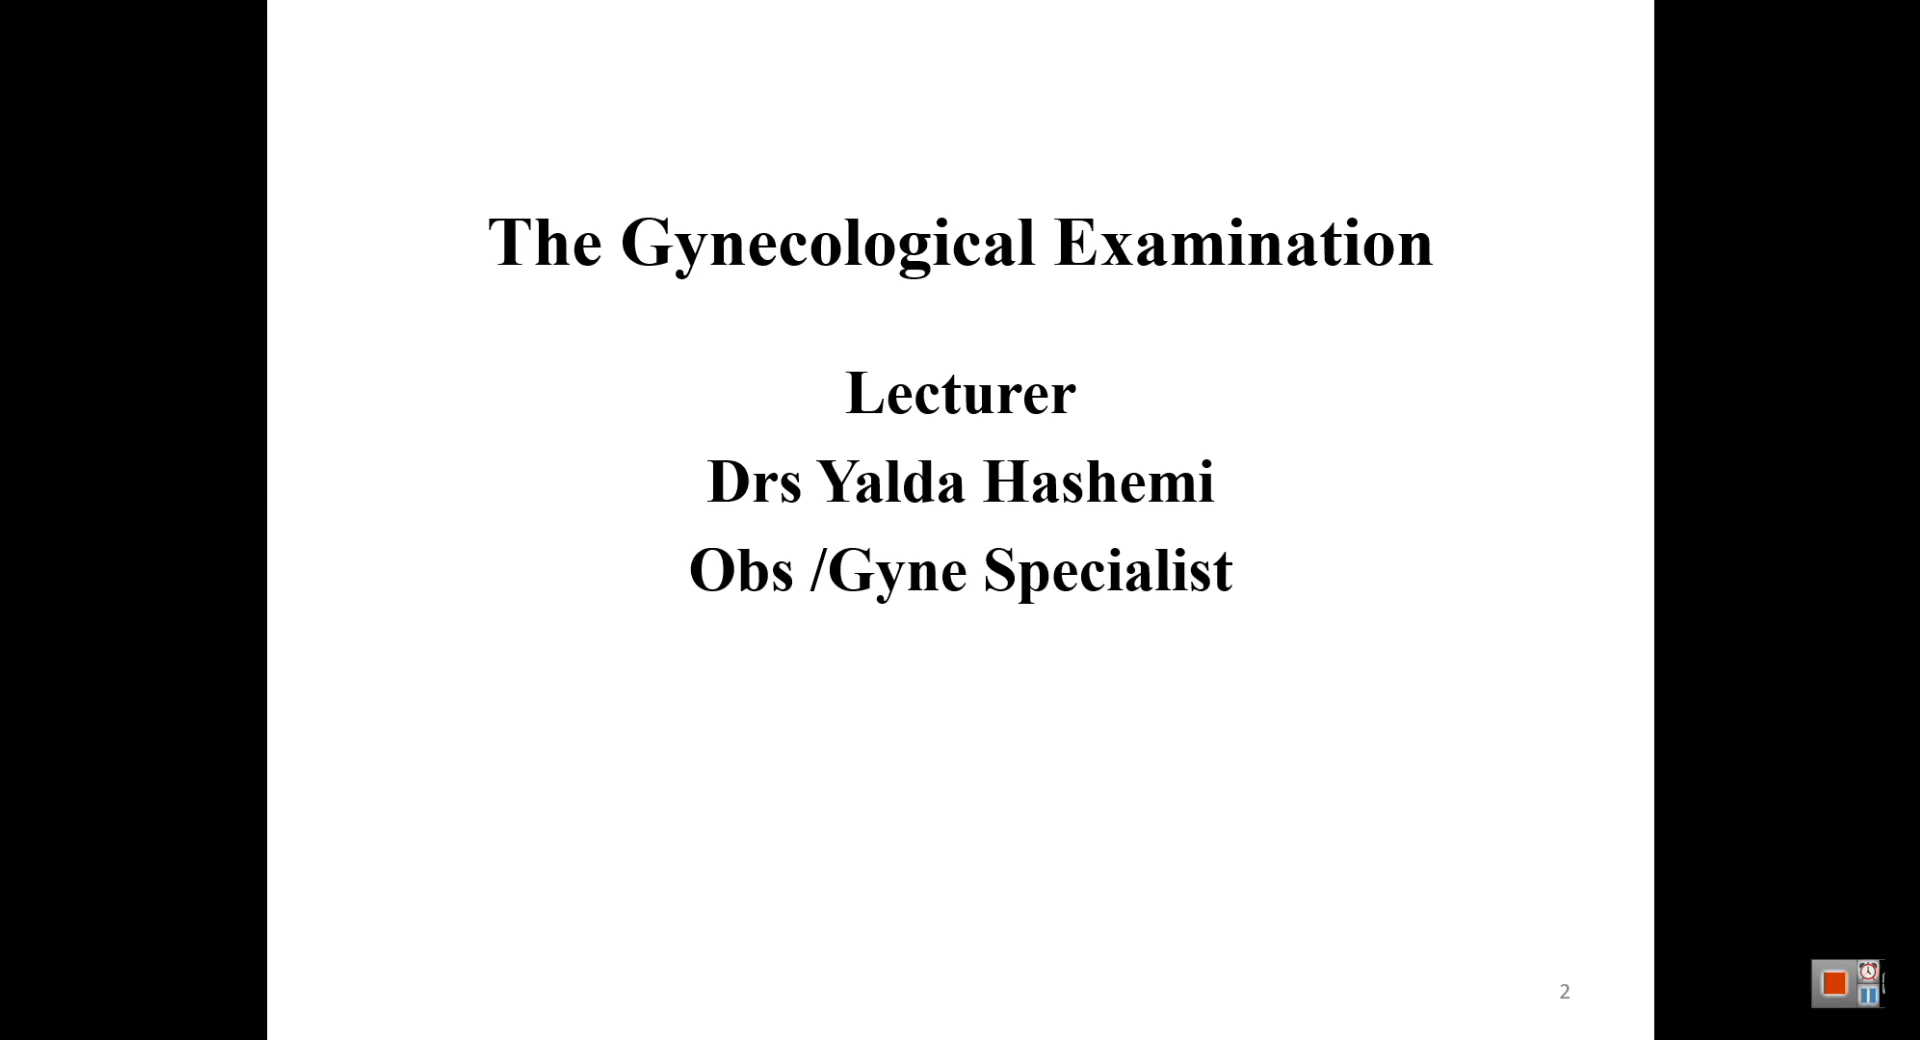 The Gynecological Examination
Lecturer
Drs Yalda Hashemi
Obs /Gyne Specialist
2